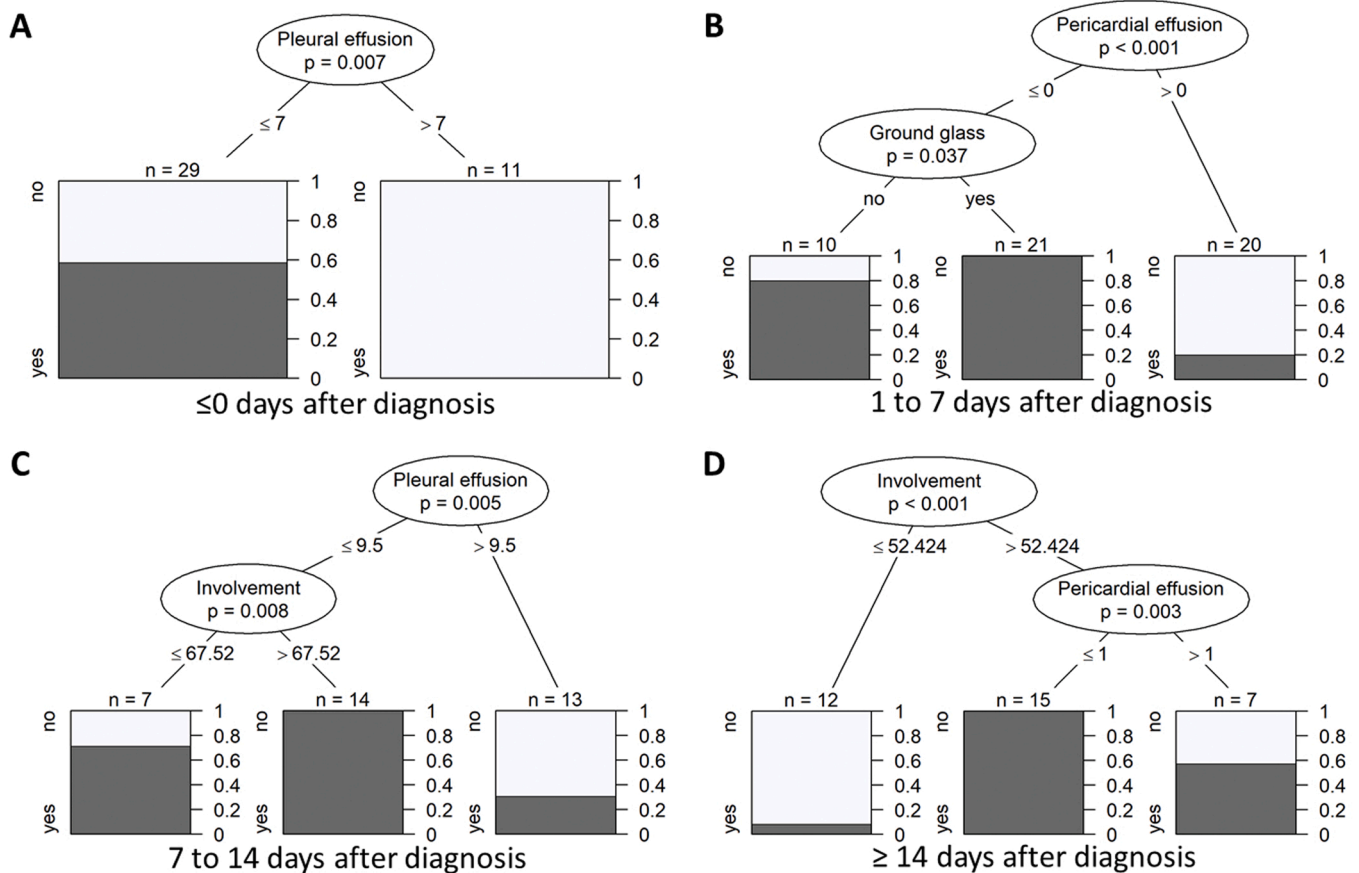 A
Pleural effusion
p = 0.007
≤ 7
> 7
n = 29
n = 11
no
yes
1
0.8
0.6
0.4
0.2
0
no
yes
1
0.8
0.6
0.4
0.2
0
≤0 days after diagnosis
B
Pericardial effusion
p < 0.001
≤ 0
> 0
Ground glass
p = 0.037
no
yes
n = 10
n = 21
n = 20
no
yes
1
0.8
0.6
0.4
0.2
0
no
yes
1
0.8
0.6
0.4
0.2
0
no
yes
1
0.8
0.6
0.4
0.2
0
1 to 7 days after diagnosis
C
Pleural effusion
p = 0.005
≤ 9.5
> 9.5
Involvement
p = 0.008
≤ 67.52
> 67.52
n = 7
n = 14
n = 13
no
yes
1
0.8
0.6
0.4
0.2
0
no
yes
1
0.8
0.6
0.4
0.2
0
no
yes
1
0.8
0.6
0.4
0.2
0
7 to 14 days after diagnosis
D
Involvement
p < 0.001
≤ 52.424
> 52.424
Pericardial effusion
p = 0.003
≤ 1
> 1
n = 12
n = 15
n = 7
no
yes
1
0.8
0.6
0.4
0.2
0
no
yes
1
0.8
0.6
0.4
0.2
0
no
yes
1
0.8
0.6
0.4
0.2
0
≥ 14 days after diagnosis